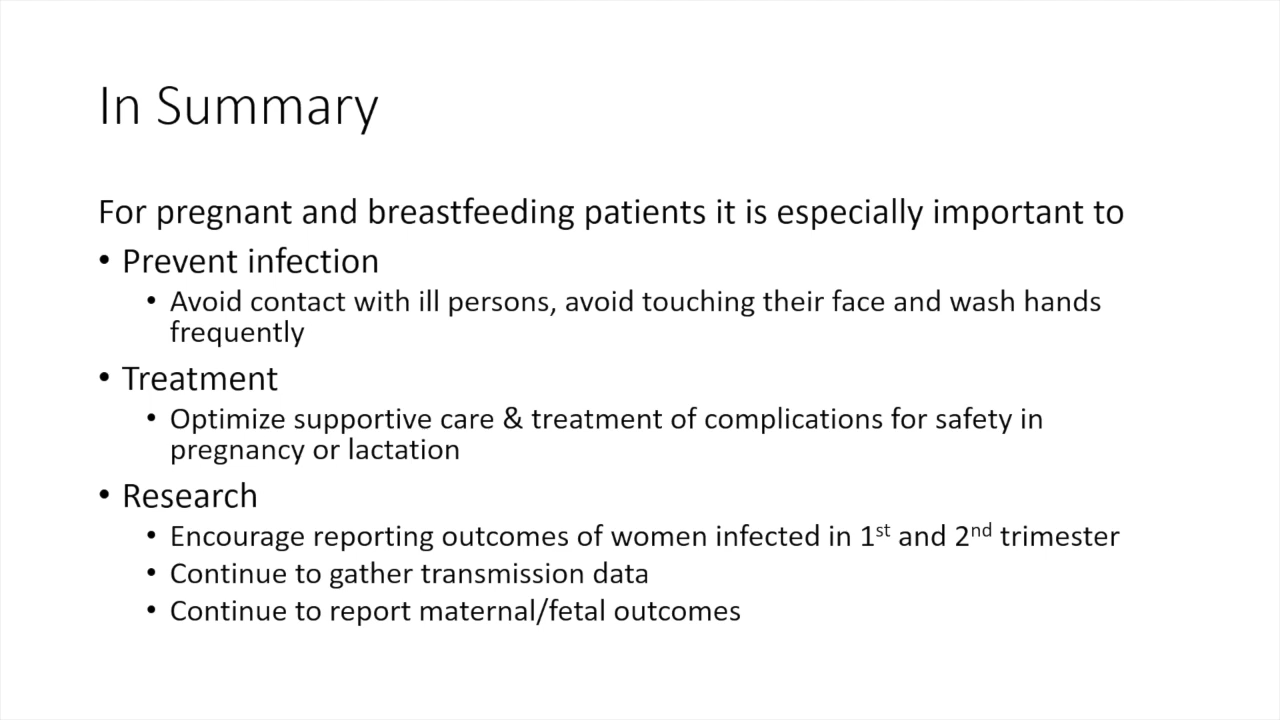 In Summary
For pregnant and breastfeeding patients it is especially important to
• Prevent infection
• Avoid contact with ill persons, avoid touching their face and wash hands
frequently
• Treatment
• Optimize supportive care & treatment of complications for safety in
pregnancy or lactation
• Research
• Encourage reporting outcomes of women infected in 1st and 2nd trimester
• Continue to gather transmission data
• Continue to report maternal/fetal outcomes